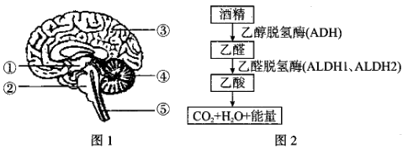 ③
①
②
④
⑤
图1
酒精
乙醇脱氢酶(ADH)
乙醛
乙醛脱氢酶(ALDH1、ALDH2)
乙酸
CO₂+H₂O+能量
图2